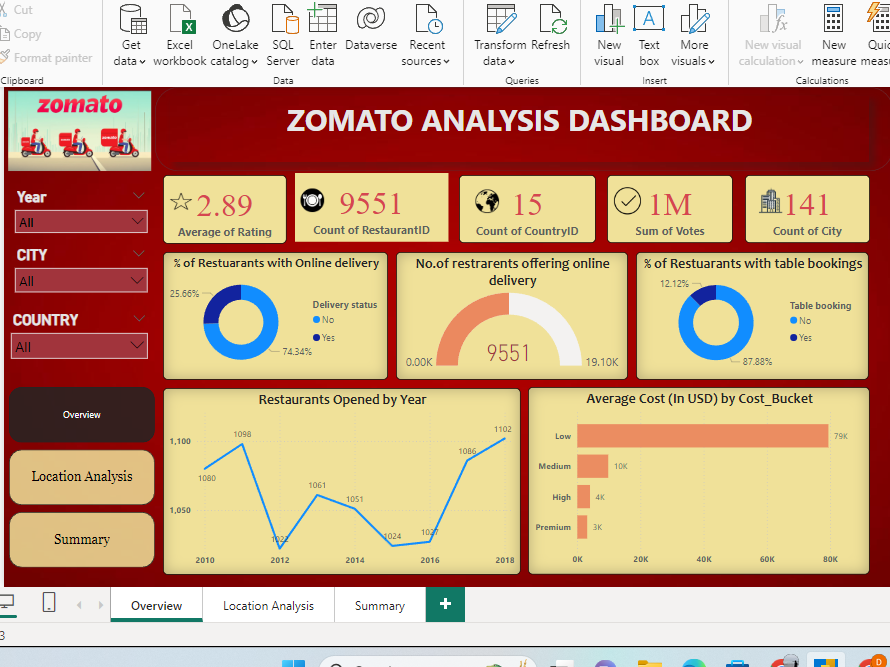 Cut
Copy
Format painter
Clipboard
Get
data
Excel
workbook
OneLake
catalog
SQL
Server
Enter
data
Dataverse
Recent
sources
Data
Transform
data
Refresh
Queries
New
visual
Text
box
More
visuals
Insert
New visual
calculation
New
measure
Quic
measu
Calculations
zomato
zomato
ZOMATO ANALYSIS DASHBOARD
Year
All
CITY
All
COUNTRY
All
Overview
Location Analysis
Summary
2.89
Average of Rating
9551
Count of RestaurantID
15
Count of CountryID
1M
Sum of Votes
141
Count of City
% of Restuarants with Online delivery
25.66%
74.34%
Delivery status
No
Yes
No.of restrarents offering online
delivery
0.00K
9551
19.10K
% of Restuarants with table bookings
12.12%
87.88%
Table booking
No
Yes
Restaurants Opened by Year
1,100
1,050
1080
1098
1022
1061
1051
1024
1027
1086
1102
2010
2012
2014
2016
2018
Average Cost (In USD) by Cost_Bucket
Low
79K
Medium
10K
High
4K
Premium
3K
0K
20K
40K
60K
80K
Overview
Location Analysis
Summary
+
3
D